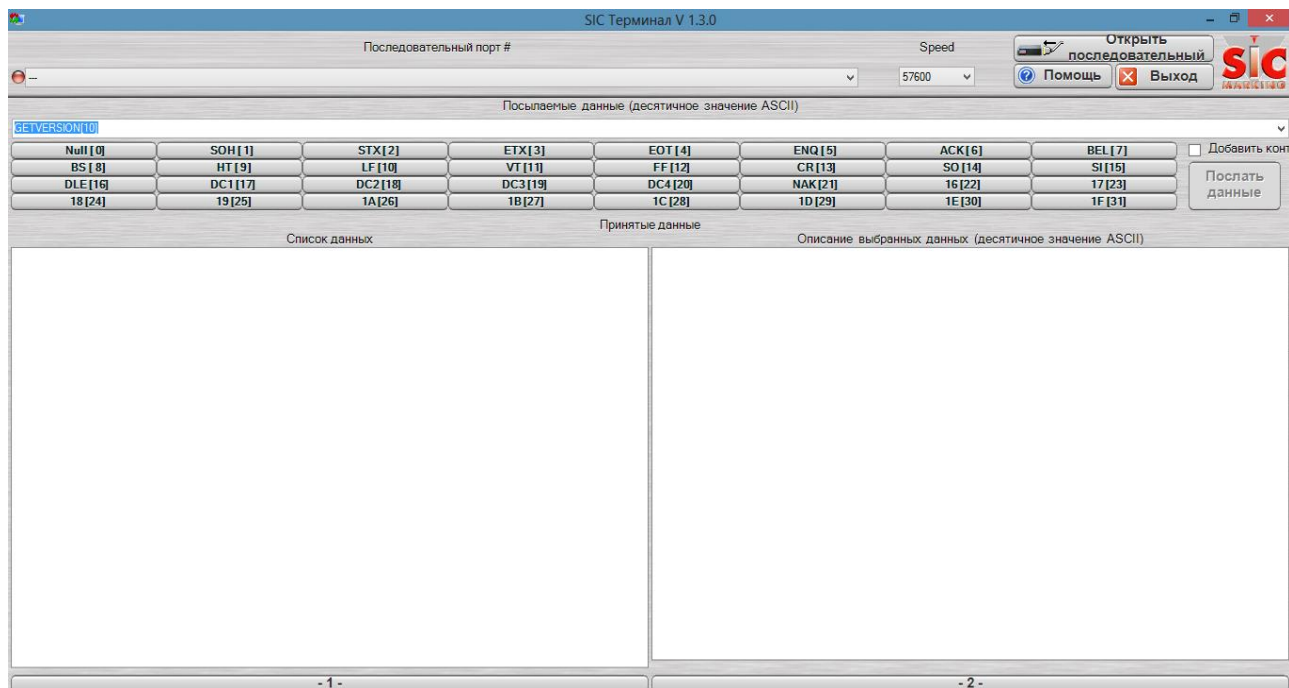 SIC Терминал V 1.3.0
Последовательный порт #
Speed
Открыть
последовательный
--
57600
Помощь
Выход
SIC
MARKING
Посылаемые данные (десятичное значение ASCII)
GETVERSION[10]
Null [ 0] SOH [ 1] STX [ 2] ETX [ 3] EOT [ 4] ENQ [ 5] ACK [ 6] BEL [ 7]
Добавить конт
BS [ 8] HT [ 9] LF [10] VT [11] FF [12] CR [13] SO [14] SI [15]
DLE [16] DC1 [17] DC2 [18] DC3 [19] DC4 [20] NAK [21] 16 [22] 17 [23]
18 [24] 19 [25] 1A [26] 1B [27] 1C [28] 1D [29] 1E [30] 1F [31]
Послать
данные
Принятые данные
Список данных
Описание выбранных данных (десятичное значение ASCII)
- 1 -
- 2 -